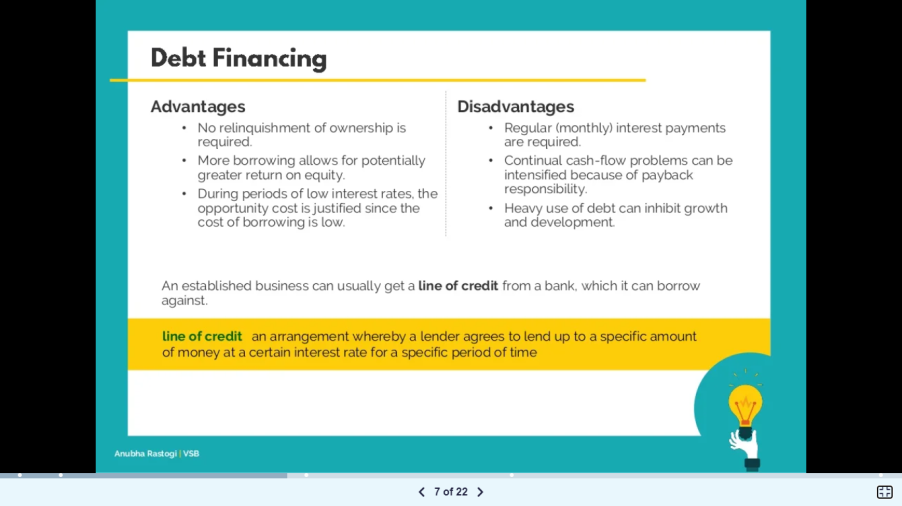 Debt Financing
Advantages
• No relinquishment of ownership is
required.
• More borrowing allows for potentially
greater return on equity.
• During periods of low interest rates, the
opportunity cost is justified since the
cost of borrowing is low.
Disadvantages
• Regular (monthly) interest payments
are required.
• Continual cash-flow problems can be
intensified because of payback
responsibility.
• Heavy use of debt can inhibit growth
and development.
An established business can usually get a line of credit from a bank, which it can borrow
against.
line of credit an arrangement whereby a lender agrees to lend up to a specific amount
of money at a certain interest rate for a specific period of time
Anubha Rastogi | VSB
7 of 22